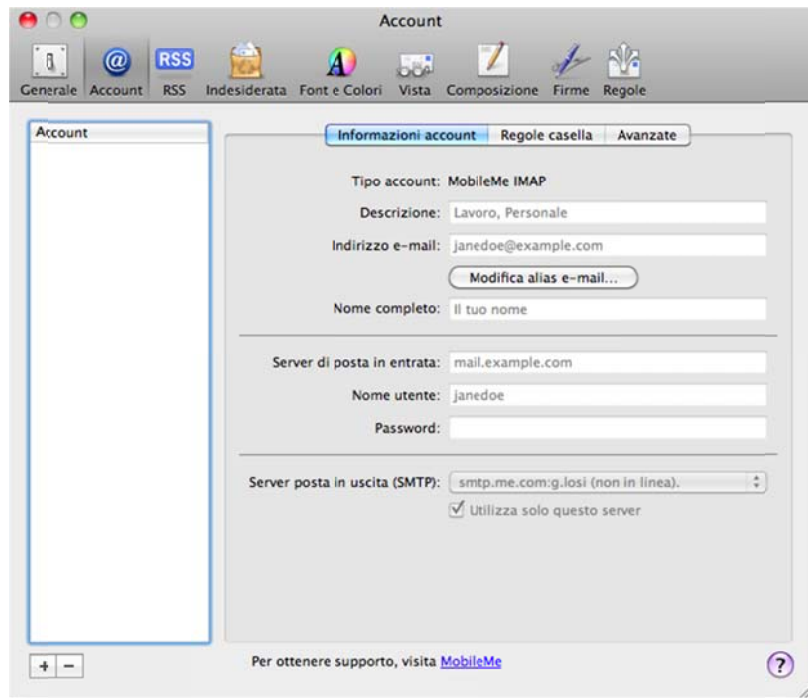 Account
RSS
Generale Account RSS Indesiderata Font e Colori Vista Composizione Firme Regole
Account
Informazioni account Regole casella Avanzate
Tipo account: MobileMe IMAP
Descrizione: Lavoro, Personale
Indirizzo e-mail: janedoe@example.com
Modifica alias e-mail...
Nome completo: Il tuo nome
Server di posta in entrata: mail.example.com
Nome utente: janedoe
Password:
Server posta in uscita (SMTP): smtp.me.com:g.losi (non in linea).
Utilizza solo questo server
+ − Per ottenere supporto, visita MobileMe ?